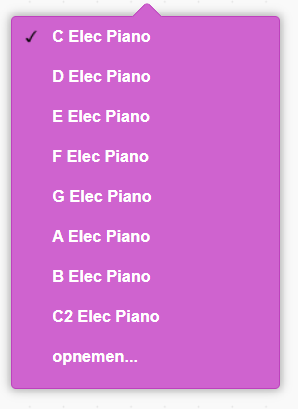 C Elec Piano
D Elec Piano
E Elec Piano
F Elec Piano
G Elec Piano
A Elec Piano
B Elec Piano
C2 Elec Piano
opnemen...